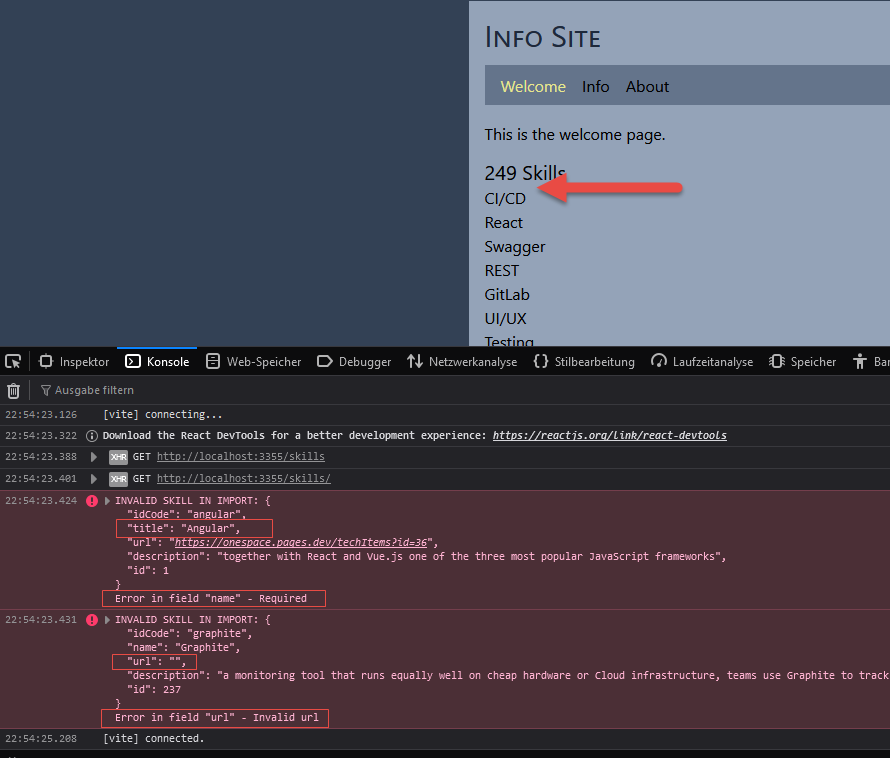 Info Site
Welcome Info About
This is the welcome page.
249 Skills
CI/CD
React
Swagger
REST
GitLab
UI/UX
Testing
Inspektor Konsole Web-Speicher Debugger Netzwerkanalyse Stilbearbeitung Laufzeitanalyse Speicher Bar
Ausgabe filtern
22:54:23.126 [vite] connecting...
22:54:23.322 Download the React DevTools for a better development experience: https://reactjs.org/link/react-devtools
22:54:23.388 XHR GET http://localhost:3355/skills
22:54:23.401 XHR GET http://localhost:3355/skills/
22:54:23.424 INVALID SKILL IN IMPORT: {
"idCode": "angular",
"title": "Angular",
"url": "https://onespace.pages.dev/techItems?id=36",
"description": "together with React and Vue.js one of the three most popular JavaScript frameworks",
"id": 1
}
Error in field "name" - Required
22:54:23.431 INVALID SKILL IN IMPORT: {
"idCode": "graphite",
"name": "Graphite",
"url": "",
"description": "a monitoring tool that runs equally well on cheap hardware or Cloud infrastructure, teams use Graphite to track
"id": 237
}
Error in field "url" - Invalid url
22:54:25.208 [vite] connected.